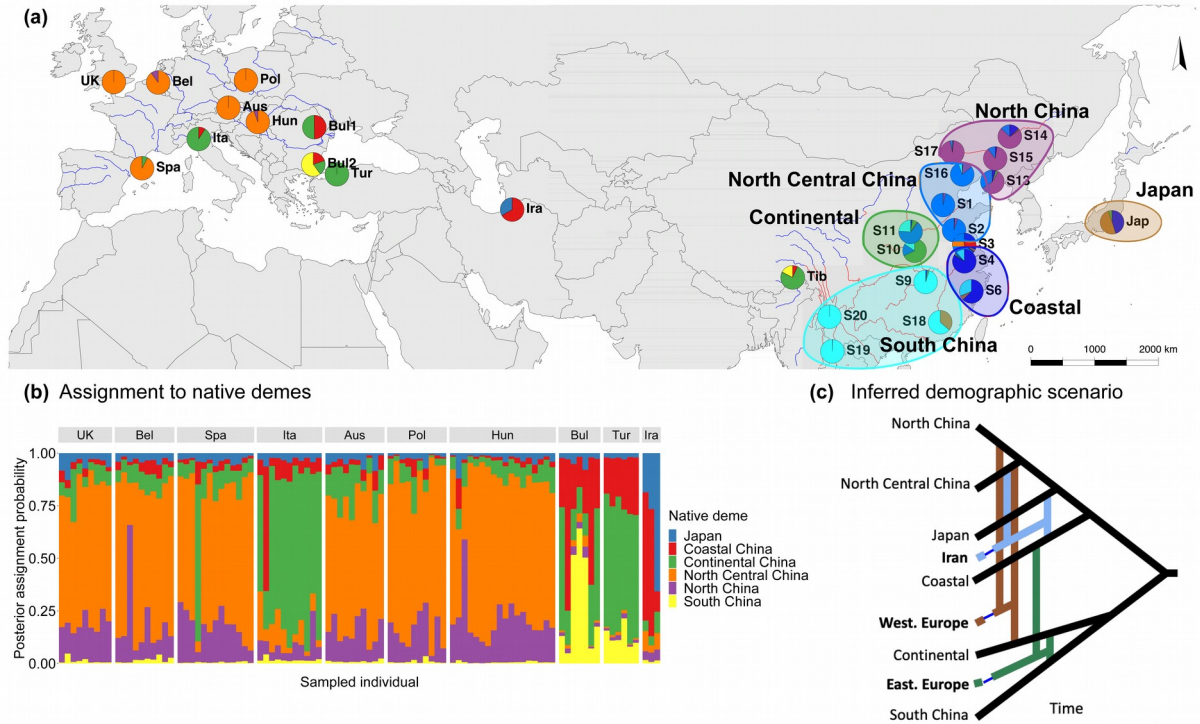 (a)
UK
Bel
Pol
Aus
Hun
Ita
Bul1
Spa
Bul2
Tur
Ira
Tib
North China
S17
S14
S15
S13
North Central China
S16
S1
S2
S3
S4
S6
Japan
Jap
Continental
S11
S10
S9
S20
S18
S19
Coastal
South China
0 1000 2000 km
(b) Assignment to native demes
UK Bel Spa Ita Aus Pol Hun Bul Tur Ira
Posterior assignment probability
1.00
0.75
0.50
0.25
0.00
Sampled individual
Native deme
Japan
Coastal China
Continental China
North Central China
North China
South China
(c) Inferred demographic scenario
North China
North Central China
Japan
Iran
Coastal
West. Europe
Continental
East. Europe
South China
Time